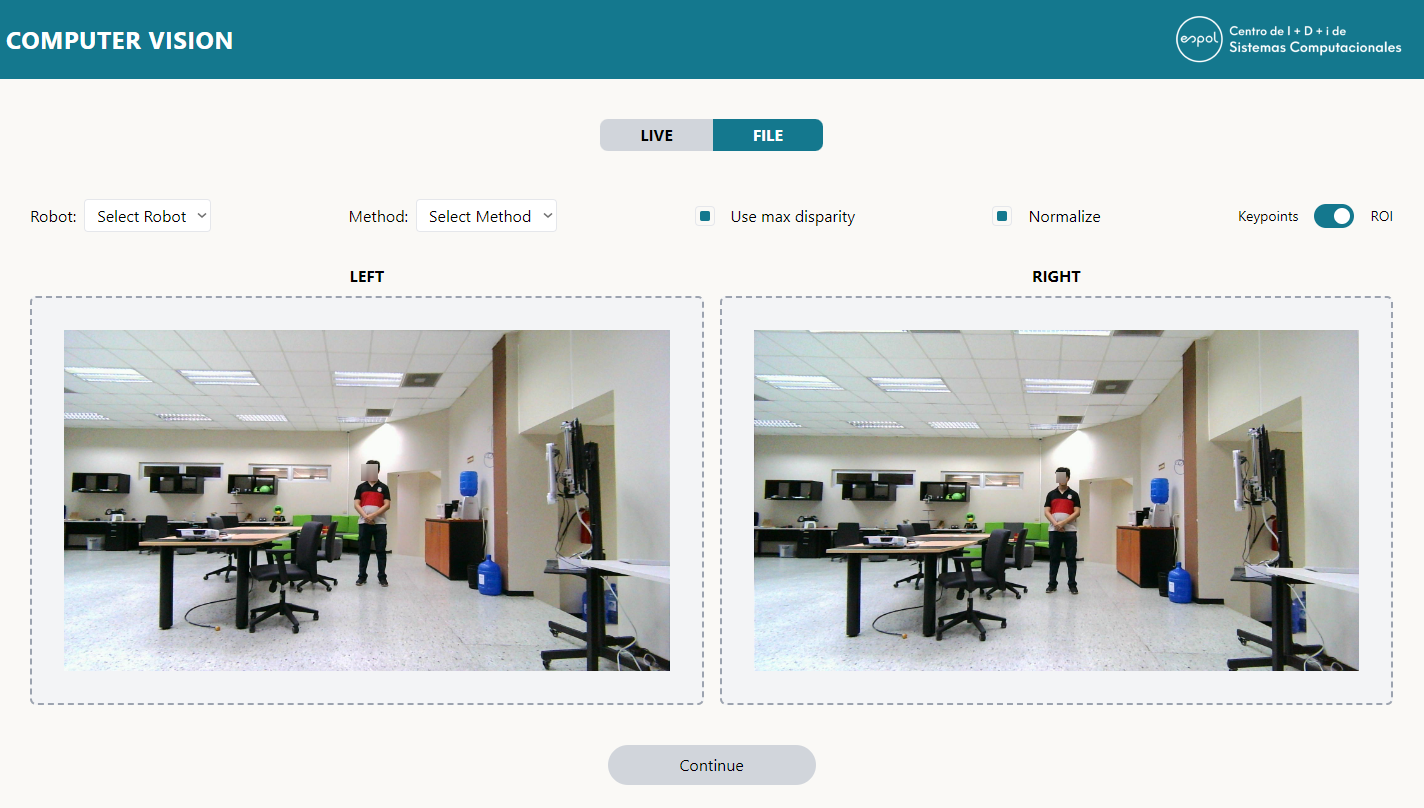 COMPUTER VISION
espol
Centro de I + D + i de
Sistemas Computacionales
LIVE
FILE
Robot: Select Robot
Method: Select Method
Use max disparity
Normalize
Keypoints
ROI
LEFT
RIGHT
Continue